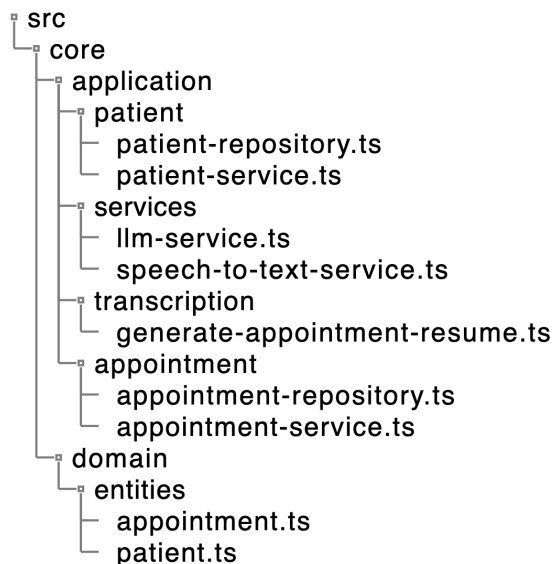 src
core
application
patient
patient-repository.ts
patient-service.ts
services
llm-service.ts
speech-to-text-service.ts
transcription
generate-appointment-resume.ts
appointment
appointment-repository.ts
appointment-service.ts
domain
entities
appointment.ts
patient.ts